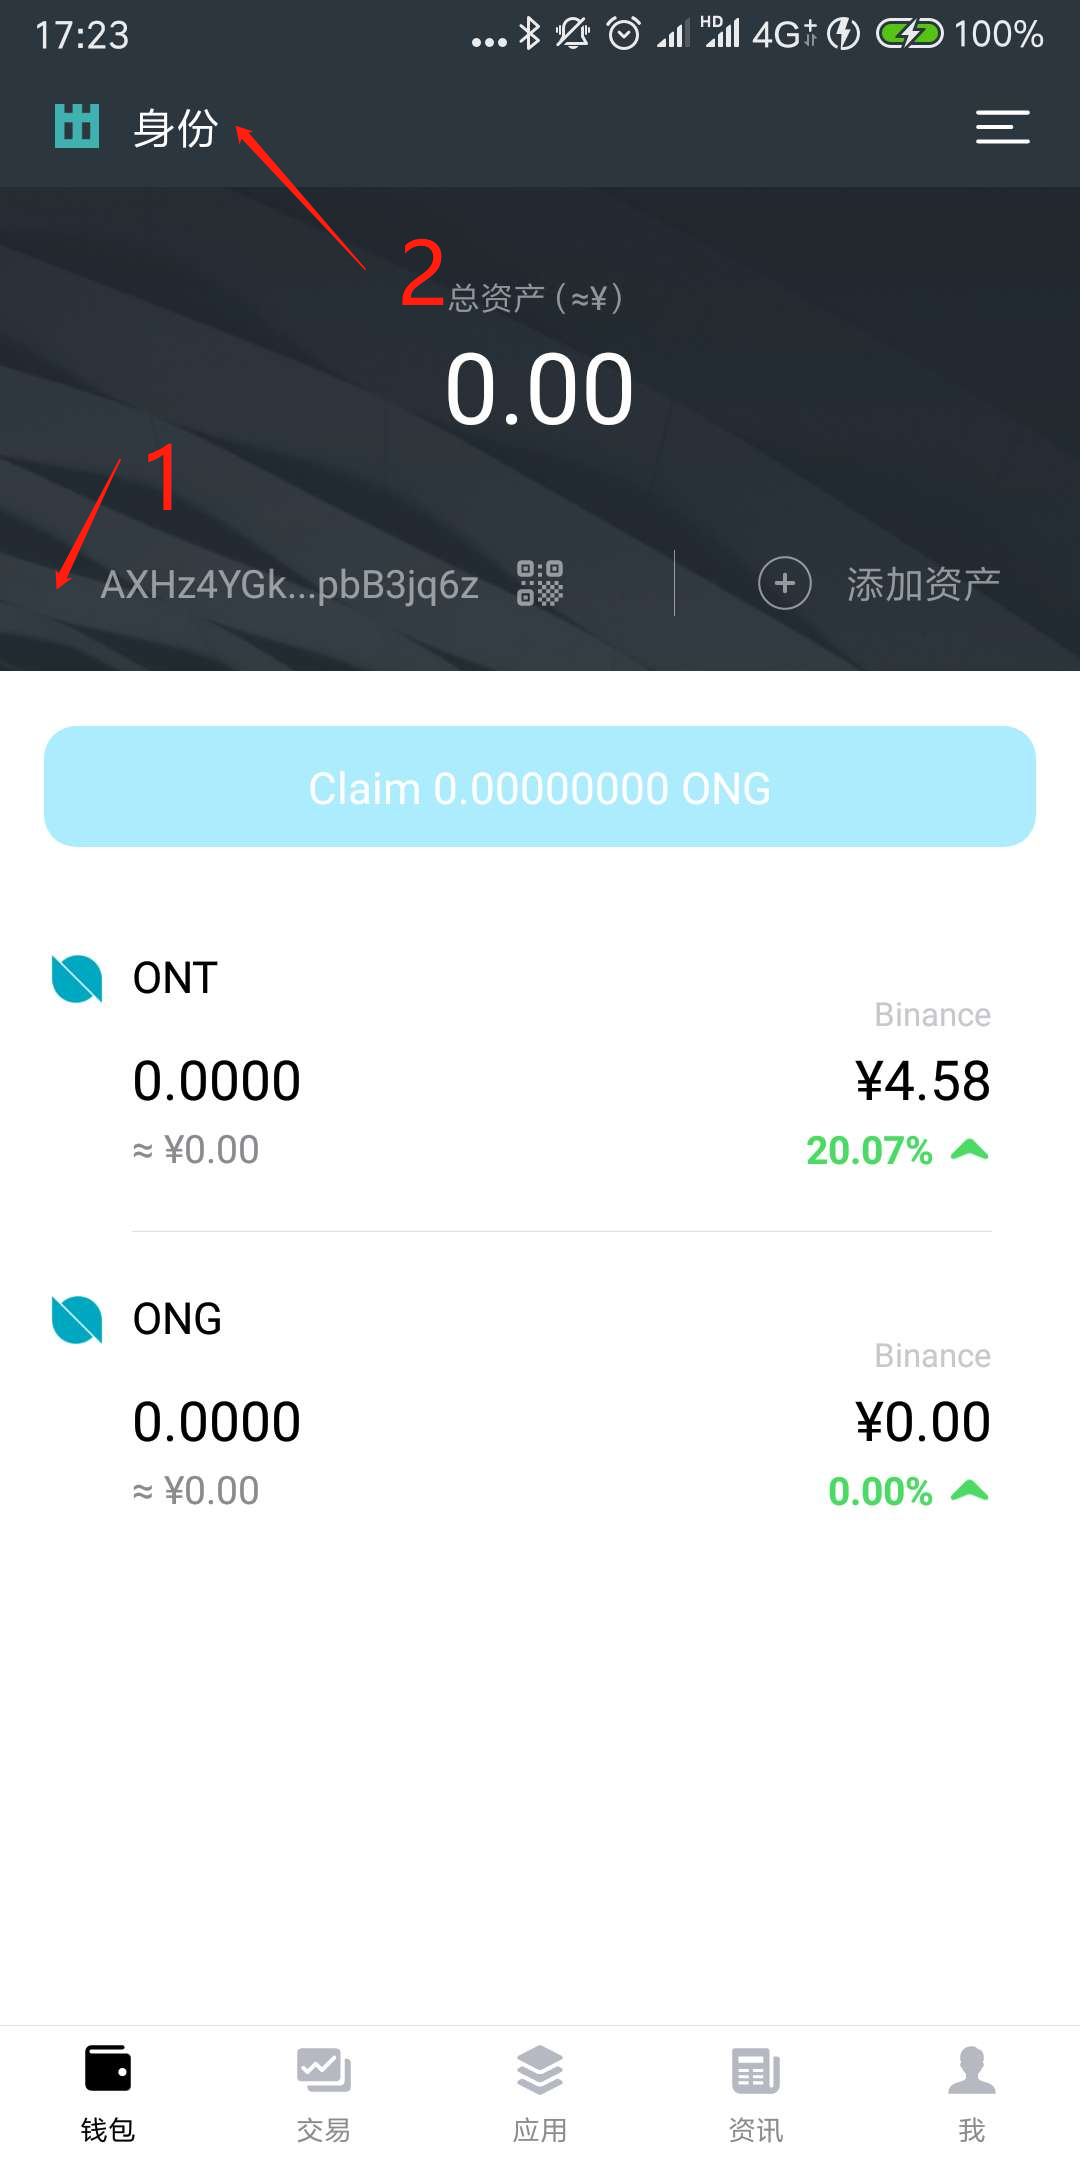 17:23
HD 4G+ 100%
身份
2
总资产 (≈¥)
0.00
1
AXHz4YGk...pbB3jq6z
添加资产
Claim 0.00000000 ONG
ONT
Binance
0.0000
¥4.58
≈ ¥0.00
20.07%
ONG
Binance
0.0000
¥0.00
≈ ¥0.00
0.00%
钱包 交易 应用 资讯 我